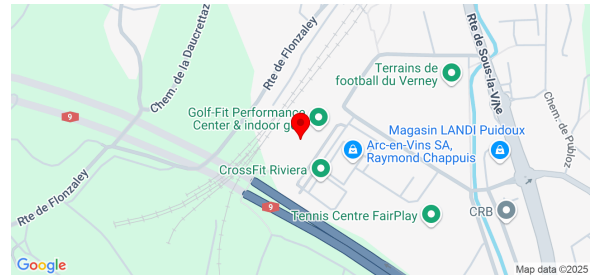 Chem. de la Daucrettaz
Rte de Flonzaley
Rte de Sous-la-Ville
Terrains de
football du Verney
Chem. de Publoz
9
Golf-Fit Performance
Center & indoor g
Magasin LANDI Puidoux
Arc-en-Vins SA,
Raymond Chappuis
CrossFit Riviera
Rte de Flonzaley
9
Tennis Centre FairPlay
CRB
Google
Map data ©2025